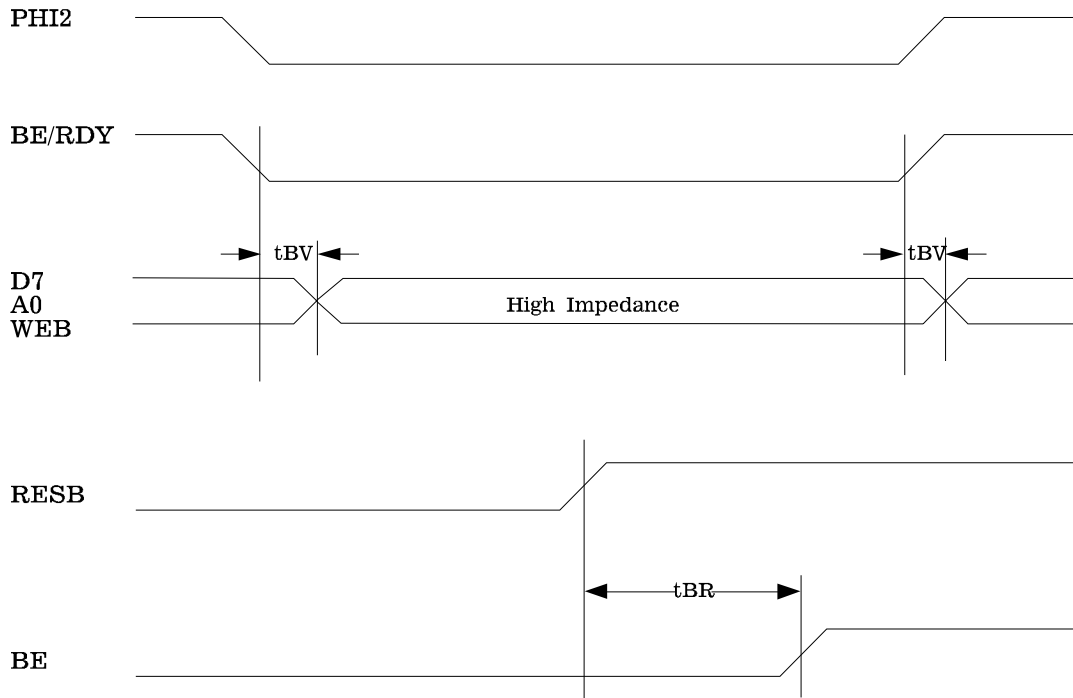 PHI2
BE/RDY
tBV
tBV
D7
A0
WEB
High Impedance
RESB
tBR
BE